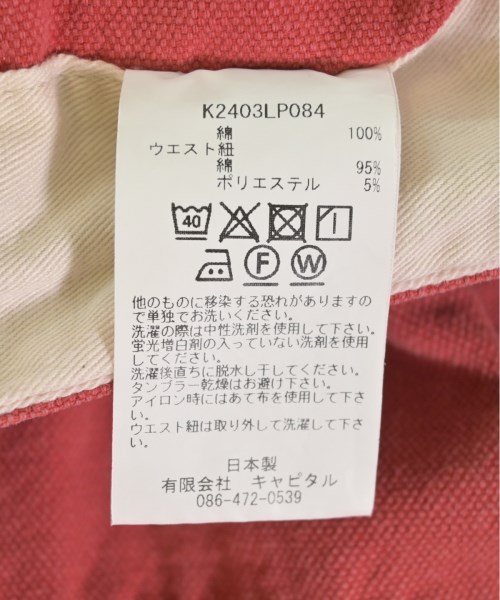 K2403LP084
綿 100%
ウエスト紐
綿 95%
ポリエステル 5%
40
F W
他のものに移染する恐れがありますの
で単独でお洗いください。
洗濯の際は中性洗剤を使用して下さい。
蛍光増白剤の入っていない洗剤を使用
してください。
洗濯後直ちに脱水し干してください。
タンブラー乾燥はお避け下さい。
アイロン時にはあて布を使用して下さい。
ウエスト紐は取り外して洗濯して下さい。
日本製
有限会社 キャピタル
086-472-0539